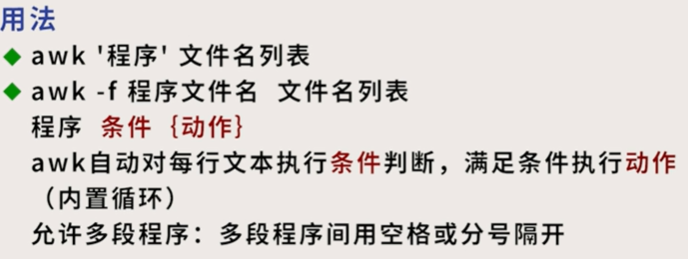 用法
◆ awk '程序' 文件名列表
◆ awk -f 程序文件名 文件名列表
程序 条件 {动作}
awk自动对每行文本执行条件判断，满足条件执行动作
（内置循环）
允许多段程序：多段程序间用空格或分号隔开